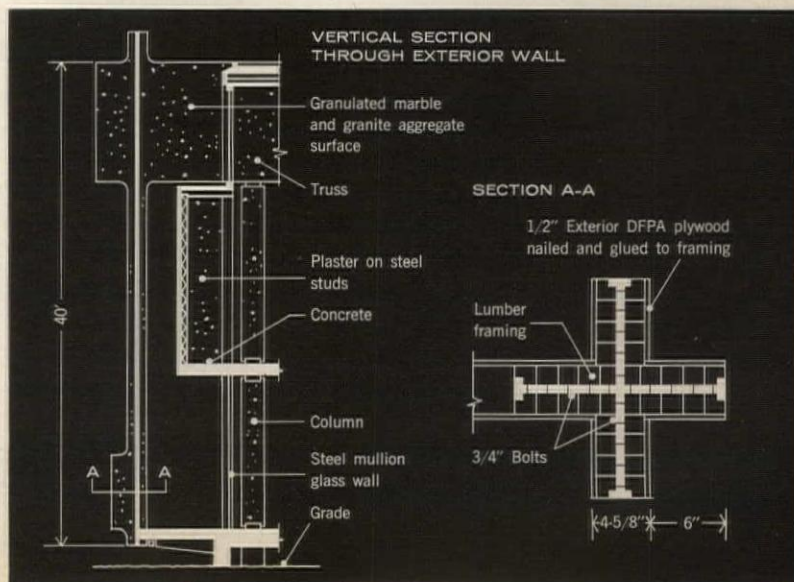 VERTICAL SECTION
THROUGH EXTERIOR WALL
Granulated marble
and granite aggregate
surface
Truss
Plaster on steel
studs
Concrete
Column
Steel mullion
glass wall
Grade
40'
A
A
SECTION A-A
1/2" Exterior DFPA plywood
nailed and glued to framing
Lumber
framing
3/4" Bolts
4-5/8"
6"